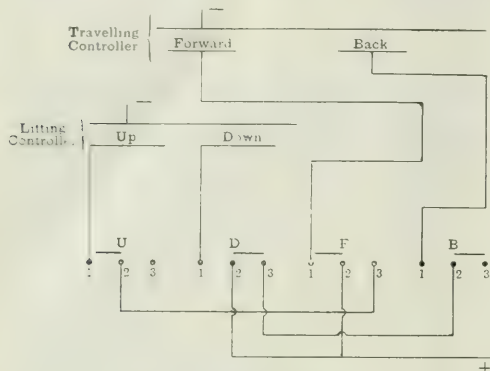 Travelling
Controller
Forward Back
Lifting
Controller
Up Down
U D F B
1 2 3 1 2 3 1 2 3 1 2 3
+